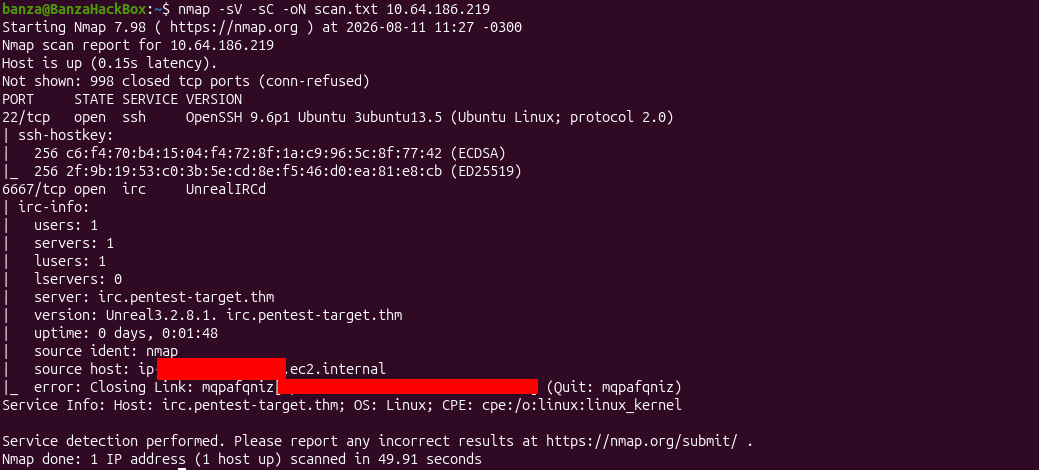 banza@BanzaHackBox:~$ nmap -sV -sC -oN scan.txt 10.64.186.219
Starting Nmap 7.98 ( https://nmap.org ) at 2026-08-11 11:27 -0300
Nmap scan report for 10.64.186.219
Host is up (0.15s latency).
Not shown: 998 closed tcp ports (conn-refused)
PORT     STATE SERVICE VERSION
22/tcp   open  ssh     OpenSSH 9.6p1 Ubuntu 3ubuntu13.5 (Ubuntu Linux; protocol 2.0)
| ssh-hostkey:
|   256 c6:f4:70:b4:15:04:f4:72:8f:1a:c9:96:5c:8f:77:42 (ECDSA)
|_  256 2f:9b:19:53:c0:3b:5e:cd:8e:f5:46:d0:ea:81:e8:cb (ED25519)
6667/tcp open  irc     UnrealIRCd
| irc-info:
|   users: 1
|   servers: 1
|   lusers: 1
|   lservers: 0
|   server: irc.pentest-target.thm
|   version: Unreal3.2.8.1. irc.pentest-target.thm
|   uptime: 0 days, 0:01:48
|   source ident: nmap
|   source host: ip-.ec2.internal
|_  error: Closing Link: mqpafqniz[] (Quit: mqpafqniz)
Service Info: Host: irc.pentest-target.thm; OS: Linux; CPE: cpe:/o:linux:linux_kernel

Service detection performed. Please report any incorrect results at https://nmap.org/submit/ .
Nmap done: 1 IP address (1 host up) scanned in 49.91 seconds